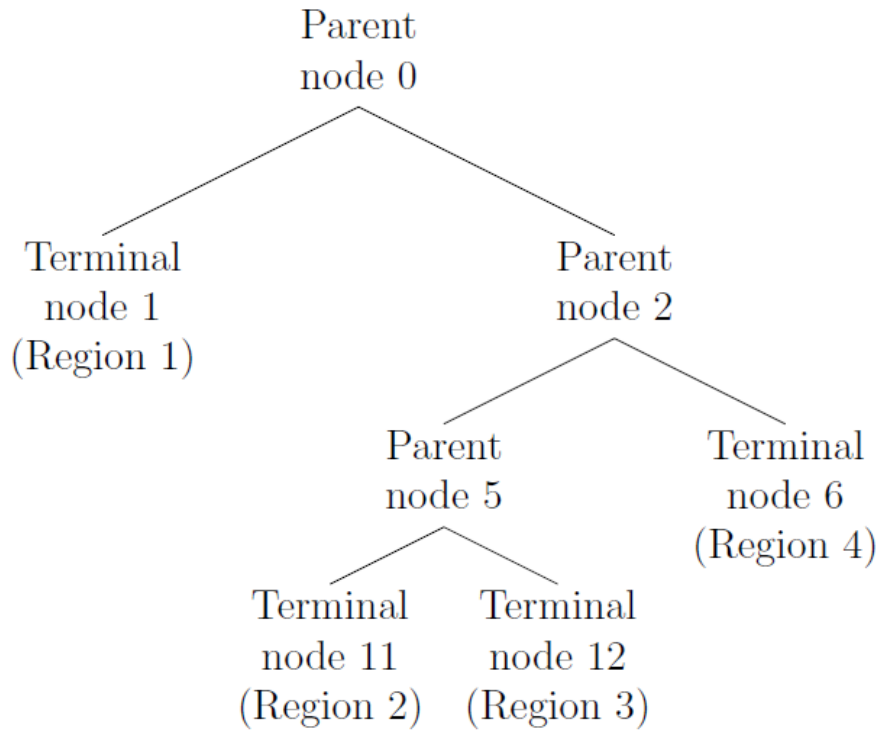 Parent
node 0
Terminal
node 1
(Region 1)
Parent
node 2
Parent
node 5
Terminal
node 6
(Region 4)
Terminal
node 11
(Region 2)
Terminal
node 12
(Region 3)